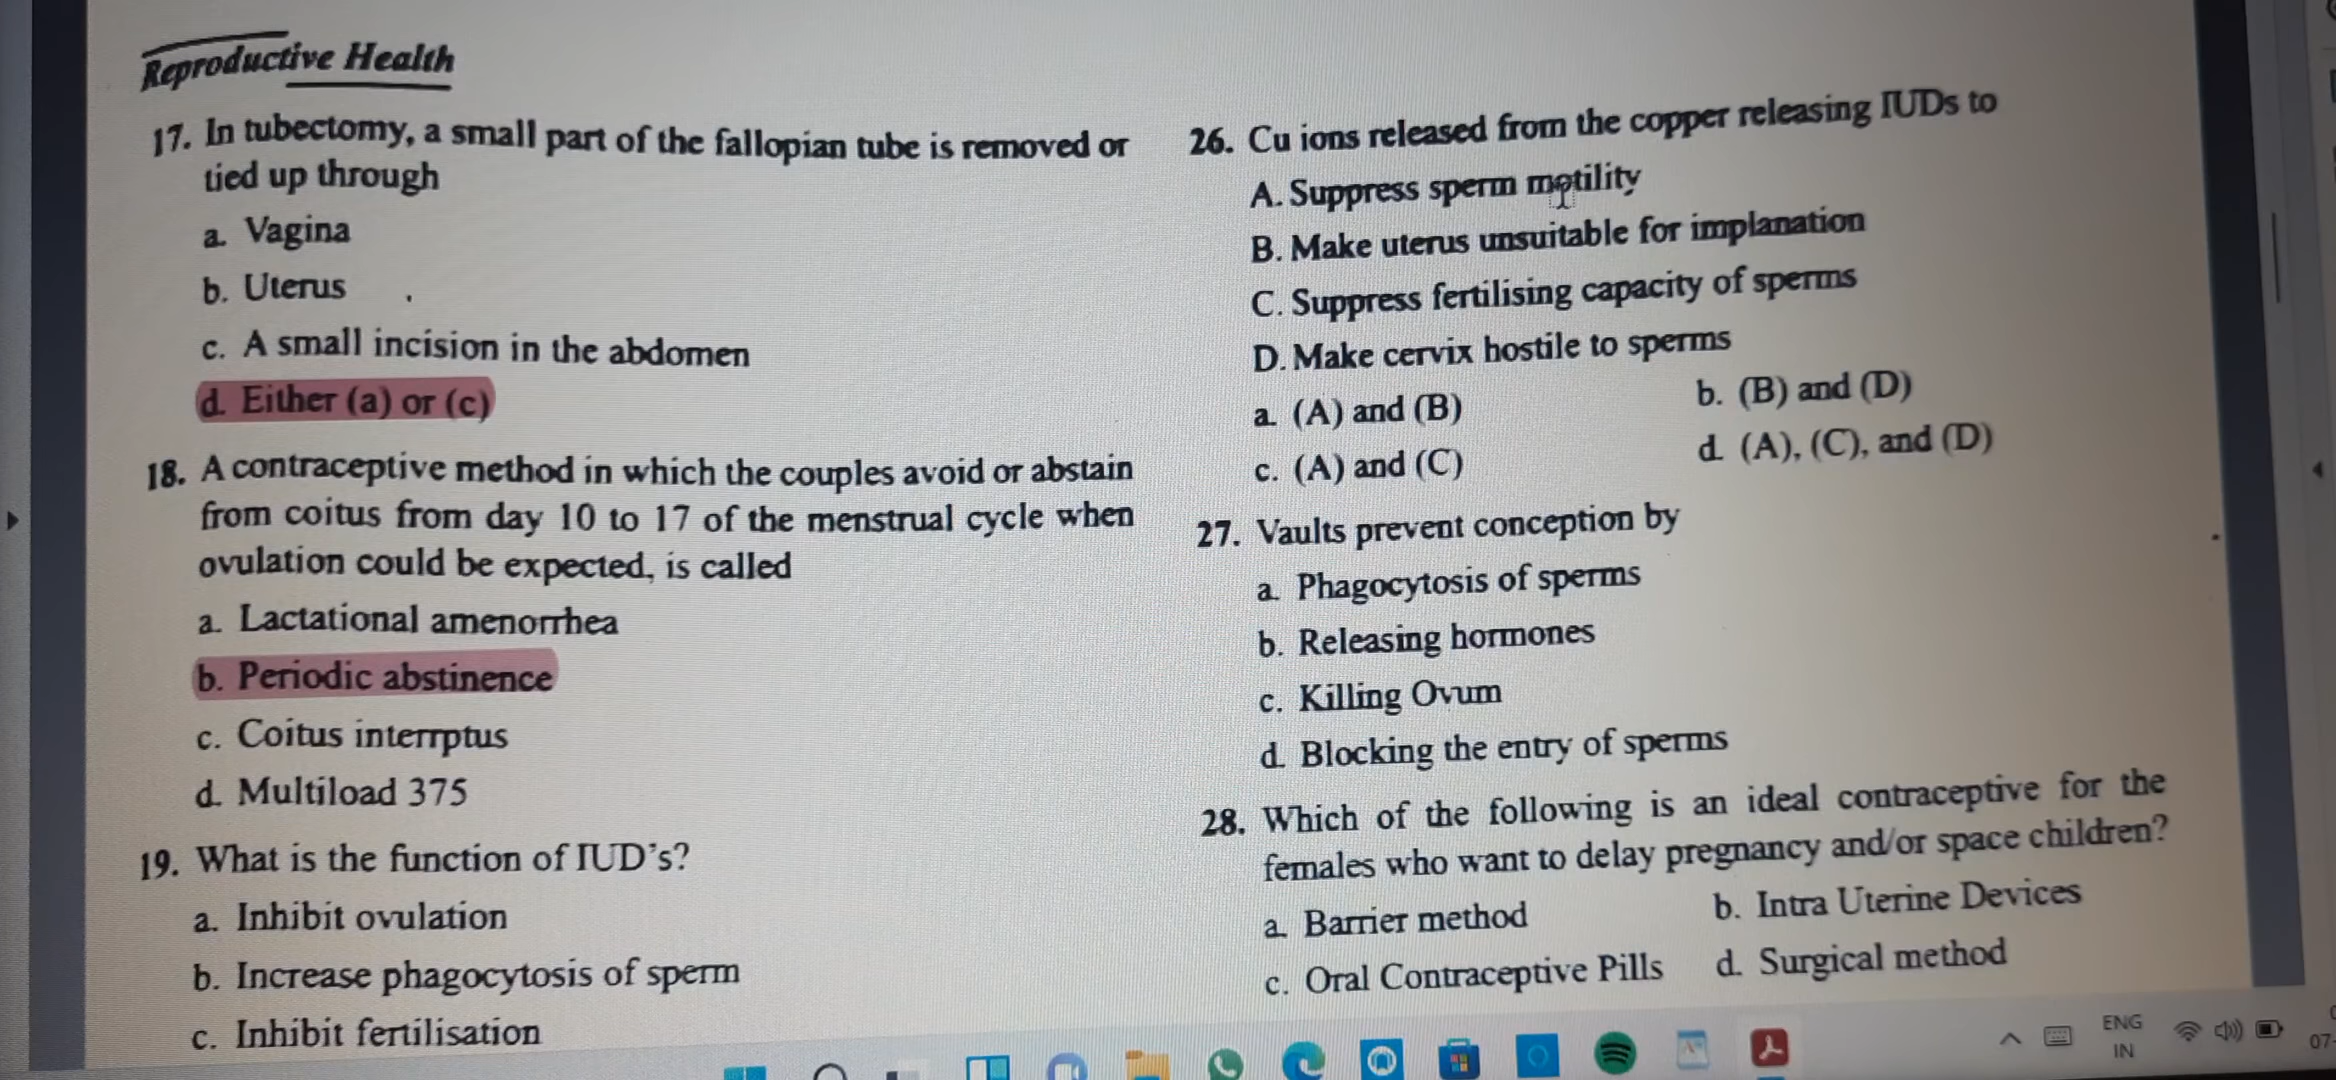 Reproductive Health
17. In tubectomy, a small part of the fallopian tube is removed or
tied up through
a. Vagina
b. Uterus
c. A small incision in the abdomen
d. Either (a) or (c)
18. A contraceptive method in which the couples avoid or abstain
from coitus from day 10 to 17 of the menstrual cycle when
ovulation could be expected, is called
a. Lactational amenorrhea
b. Periodic abstinence
c. Coitus interrptus
d. Multiload 375
19. What is the function of IUD's?
a. Inhibit ovulation
b. Increase phagocytosis of sperm
c. Inhibit fertilisation
26. Cu ions released from the copper releasing IUDs to
A. Suppress sperm motility
B. Make uterus unsuitable for implanation
C. Suppress fertilising capacity of sperms
D. Make cervix hostile to sperms
a. (A) and (B) b. (B) and (D)
c. (A) and (C) d. (A), (C), and (D)
27. Vaults prevent conception by
a. Phagocytosis of sperms
b. Releasing hormones
c. Killing Ovum
d. Blocking the entry of sperms
28. Which of the following is an ideal contraceptive for the
females who want to delay pregnancy and/or space children?
a. Barrier method b. Intra Uterine Devices
c. Oral Contraceptive Pills d. Surgical method
ENG
IN